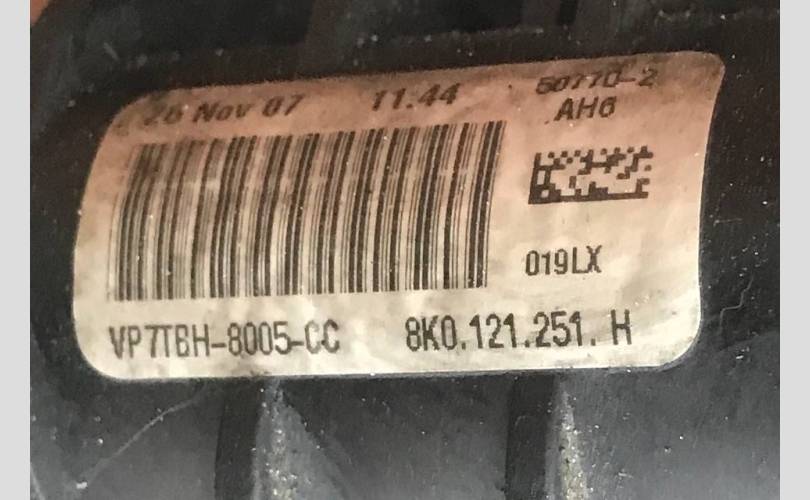 26 Nov 07 11.44 50770-2
AH6
019LX
VP7TBH-8005-CC 8K0.121.251. H